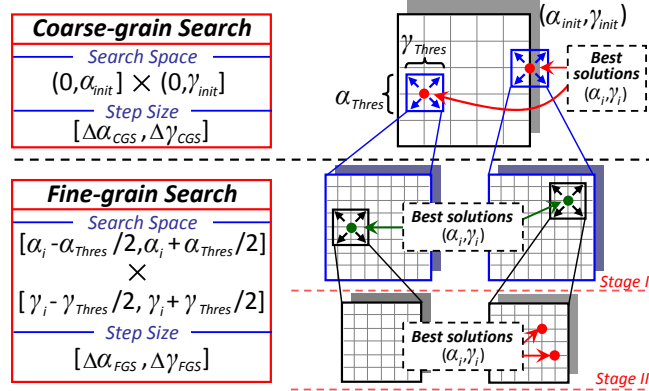 Coarse-grain Search
Search Space
(0,α_init] × (0,γ_init]
Step Size
[Δα_CGS, Δγ_CGS]
(α_init, γ_init)
γ_Thres
α_Thres
Best
solutions
(α_i, γ_i)
Fine-grain Search
Search Space
[α_i - α_Thres/2, α_i + α_Thres/2]
×
[γ_i - γ_Thres/2, γ_i + γ_Thres/2]
Step Size
[Δα_FGS, Δγ_FGS]
Best solutions
(α_i, γ_i)
Stage I
Best solutions
(α_i, γ_i)
Stage II